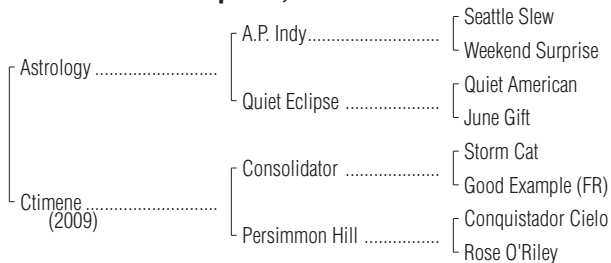 Seattle Slew
A.P. Indy..............................
Weekend Surprise
Astrology ............................
Quiet American
Quiet Eclipse .....................
June Gift
Storm Cat
Consolidator .....................
Good Example (FR)
Ctimene ..............................
(2009)
Conquistador Cielo
Persimmon Hill .................
Rose O'Riley